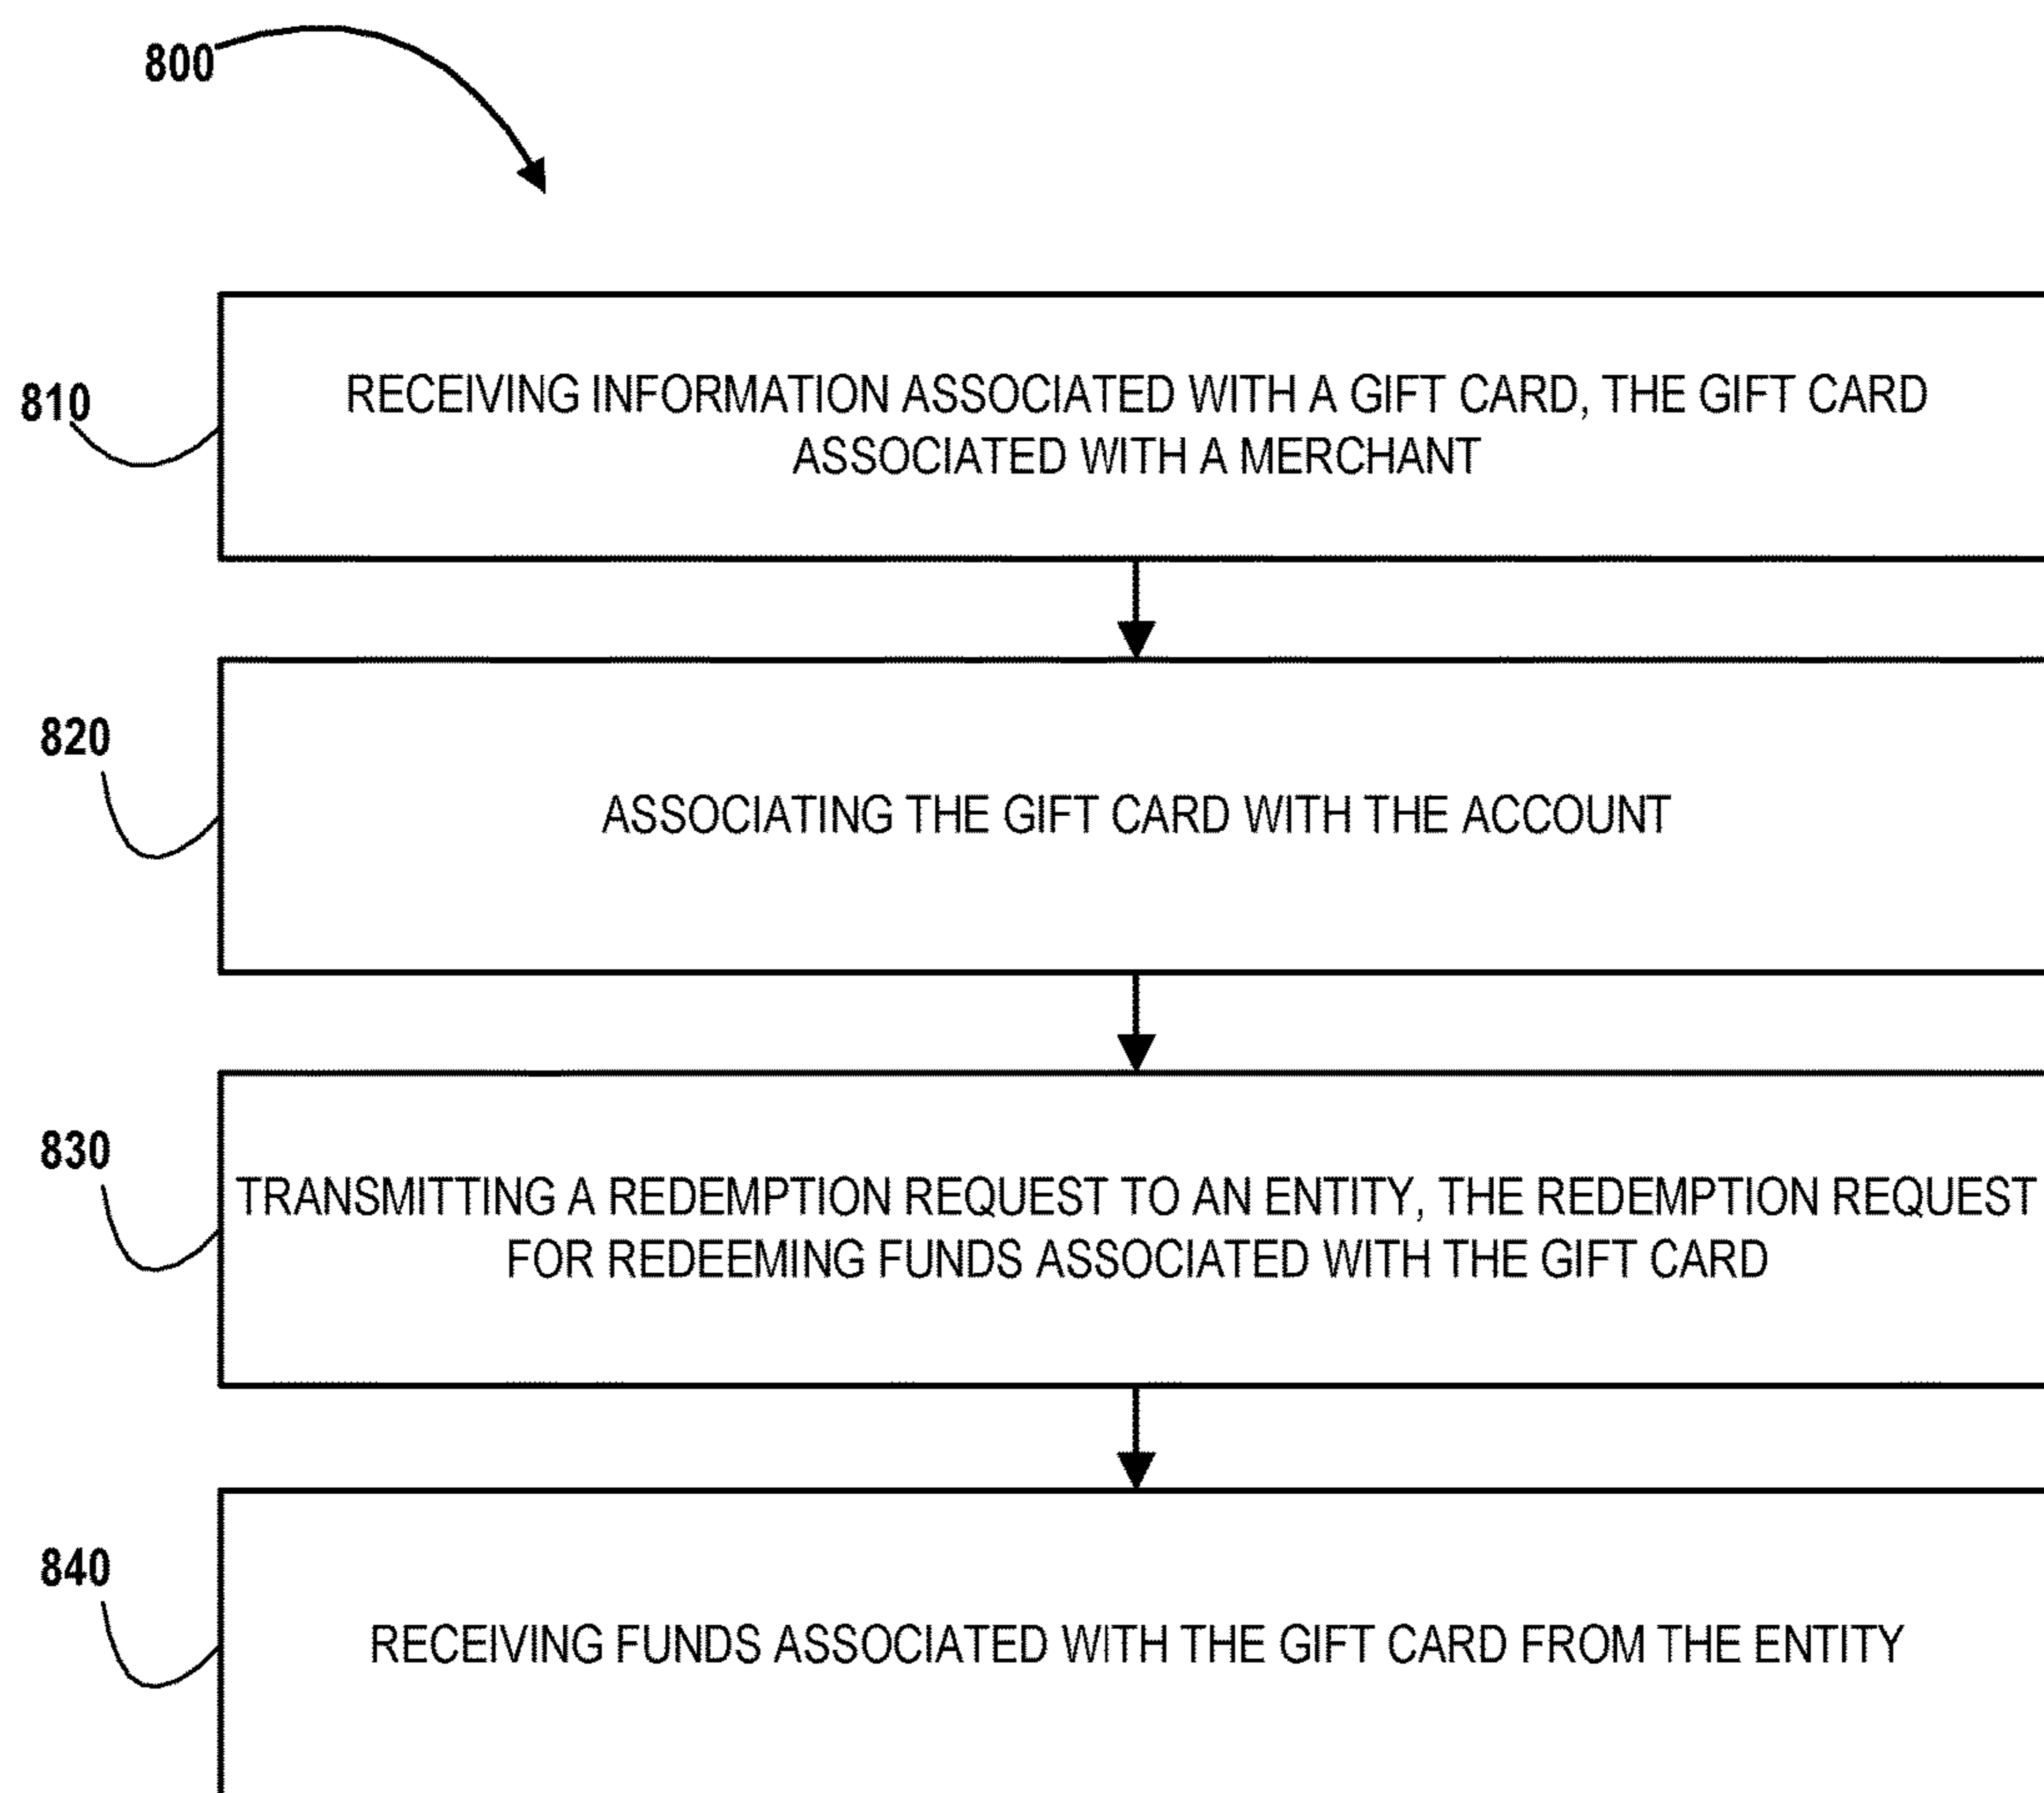 800
810
RECEIVING INFORMATION ASSOCIATED WITH A GIFT CARD, THE GIFT CARD
ASSOCIATED WITH A MERCHANT
820
ASSOCIATING THE GIFT CARD WITH THE ACCOUNT
830
TRANSMITTING A REDEMPTION REQUEST TO AN ENTITY, THE REDEMPTION REQUEST
FOR REDEEMING FUNDS ASSOCIATED WITH THE GIFT CARD
840
RECEIVING FUNDS ASSOCIATED WITH THE GIFT CARD FROM THE ENTITY